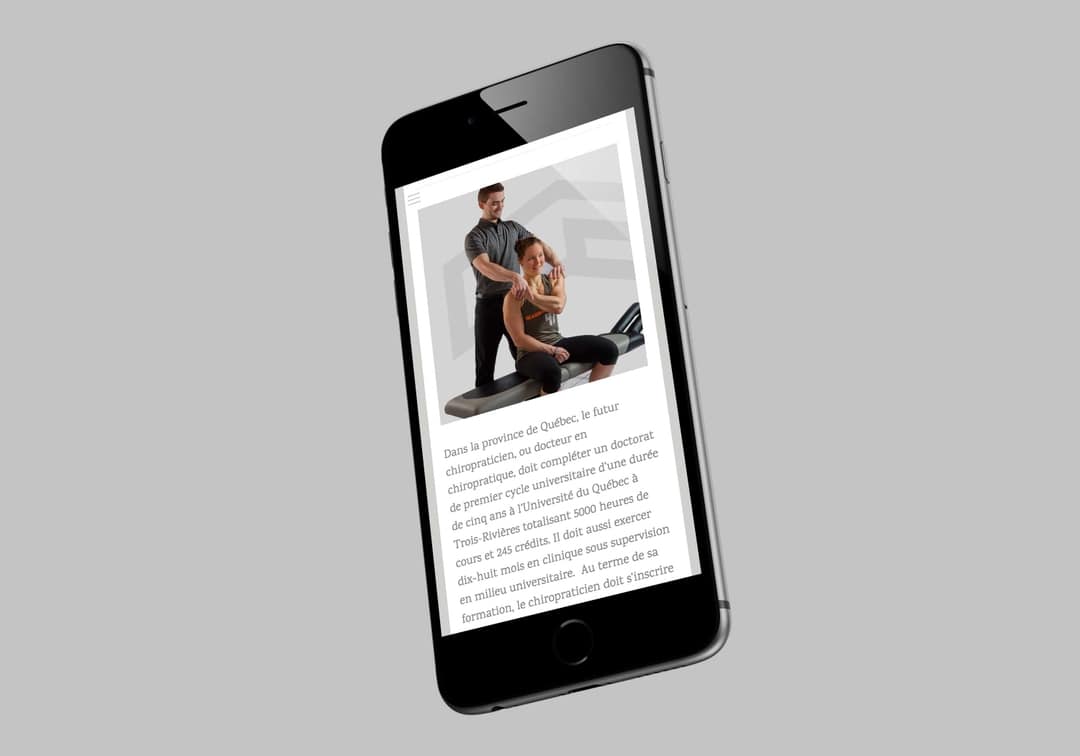 Dans la province de Québec, le futur
chiropraticien, ou docteur en
chiropratique, doit compléter un doctorat
de premier cycle universitaire d'une durée
de cinq ans à l'Université du Québec à
Trois-Rivières totalisant 5000 heures de
cours et 245 crédits. Il doit aussi exercer
dix-huit mois en clinique sous supervision
en milieu universitaire. Au terme de sa
formation, le chiropraticien doit s'inscrire